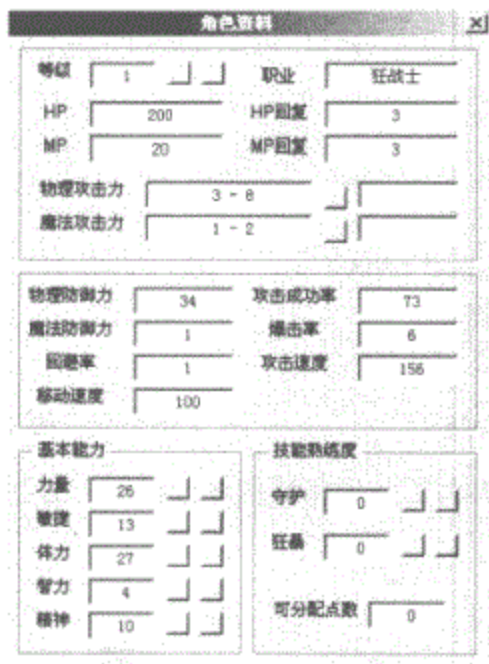 角色资料
等级 1 职业 狂战士
HP 200 HP回复 3
MP 20 MP回复 3
物理攻击力 3 - 8
魔法攻击力 1 - 2
物理防御力 34 攻击成功率 73
魔法防御力 1 爆击率 6
回避率 1 攻击速度 156
移动速度 100
基本能力 技能熟练度
力量 26 守护 0
敏捷 13 狂暴 0
体力 27
智力 4 可分配点数 0
精神 10